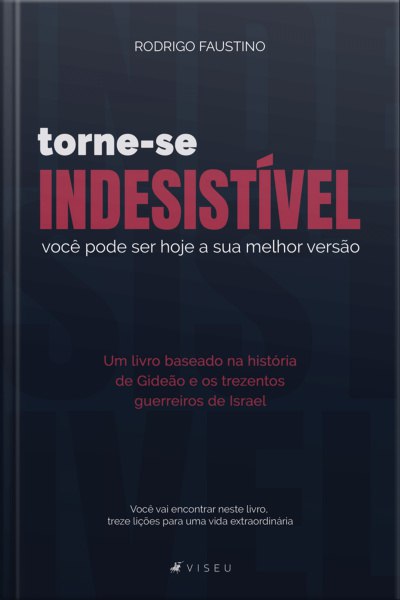 RODRIGO FAUSTINO
torne-se
INDESISTÍVEL
você pode ser hoje a sua melhor versão
Um livro baseado na história
de Gideão e os trezentos
guerreiros de Israel
Você vai encontrar neste livro,
treze lições para uma vida extraordinária
VISEU